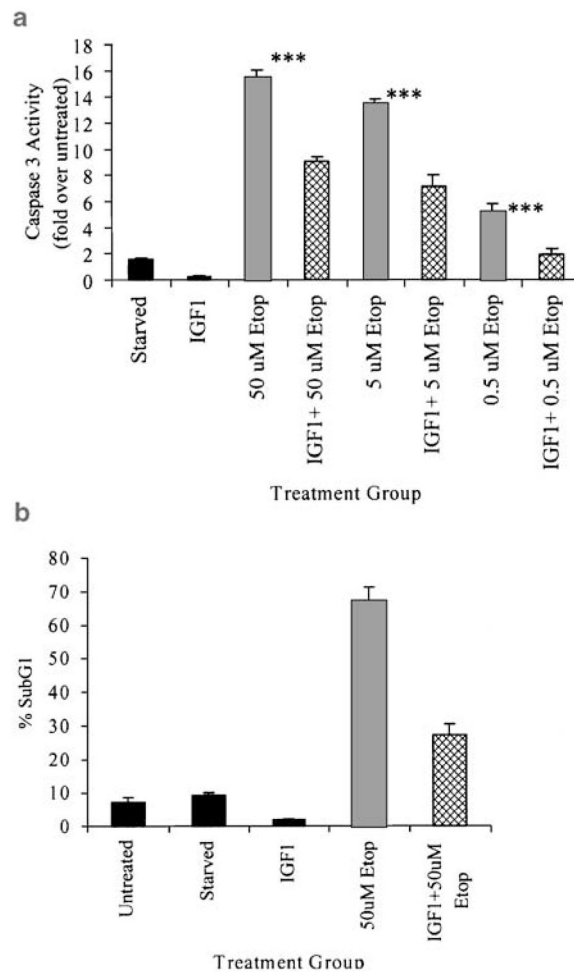 a
Caspase 3 Activity
(fold over untreated)
18
16
14
12
10
8
6
4
2
0
***
***
***
Starved
IGF1
50 uM Etop
IGF1+ 50 uM Etop
5 uM Etop
IGF1+ 5 uM Etop
0.5 uM Etop
IGF1+ 0.5 uM Etop
Treatment Group
b
% SubG1
80
70
60
50
40
30
20
10
0
Untreated
Starved
IGF1
50uM Etop
IGF1+50uM
Etop
Treatment Group